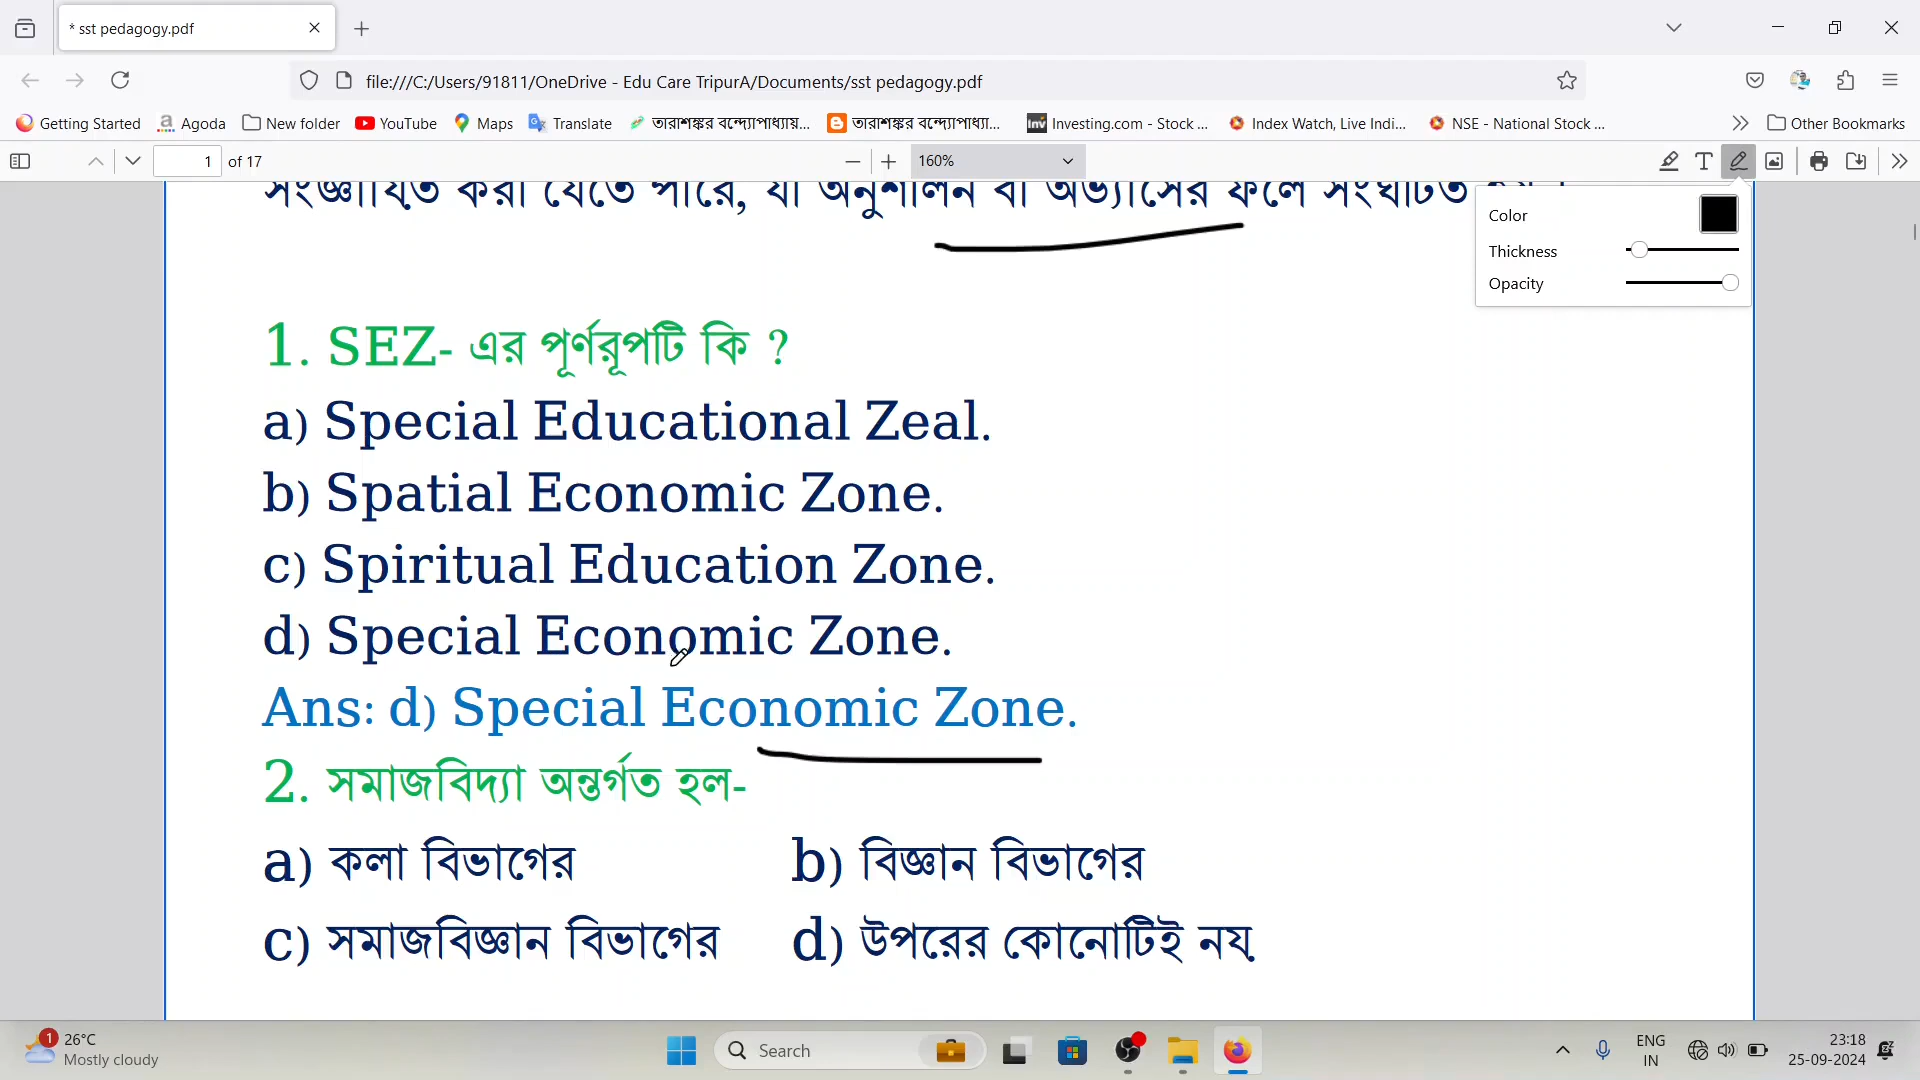 * sst pedagogy.pdf
file:///C:/Users/91811/OneDrive - Edu Care TripurA/Documents/sst pedagogy.pdf
Getting Started Agoda New folder YouTube Maps Translate তারাশঙ্কর বন্দ্যোপাধ্যায়... তারাশঙ্কর বন্দ্যোপাধ্যা... Investing.com - Stock ... Index Watch, Live Indi... NSE - National Stock ... Other Bookmarks
1 of 17 160%
সংজ্ঞায়িত করা যেতে পারে, যা অনুশীলন বা অভ্যাসের ফলে সংঘটিত
Color
Thickness
Opacity
1. SEZ- এর পূর্ণরূপটি কি ?
a) Special Educational Zeal.
b) Spatial Economic Zone.
c) Spiritual Education Zone.
d) Special Economic Zone.
Ans: d) Special Economic Zone.
2. সমাজবিদ্যা অন্তর্গত হল-
a) কলা বিভাগের b) বিজ্ঞান বিভাগের
c) সমাজবিজ্ঞান বিভাগের d) উপরের কোনোটিই নয়
1 26°C
Mostly cloudy
Search
ENG
IN
23:18
25-09-2024